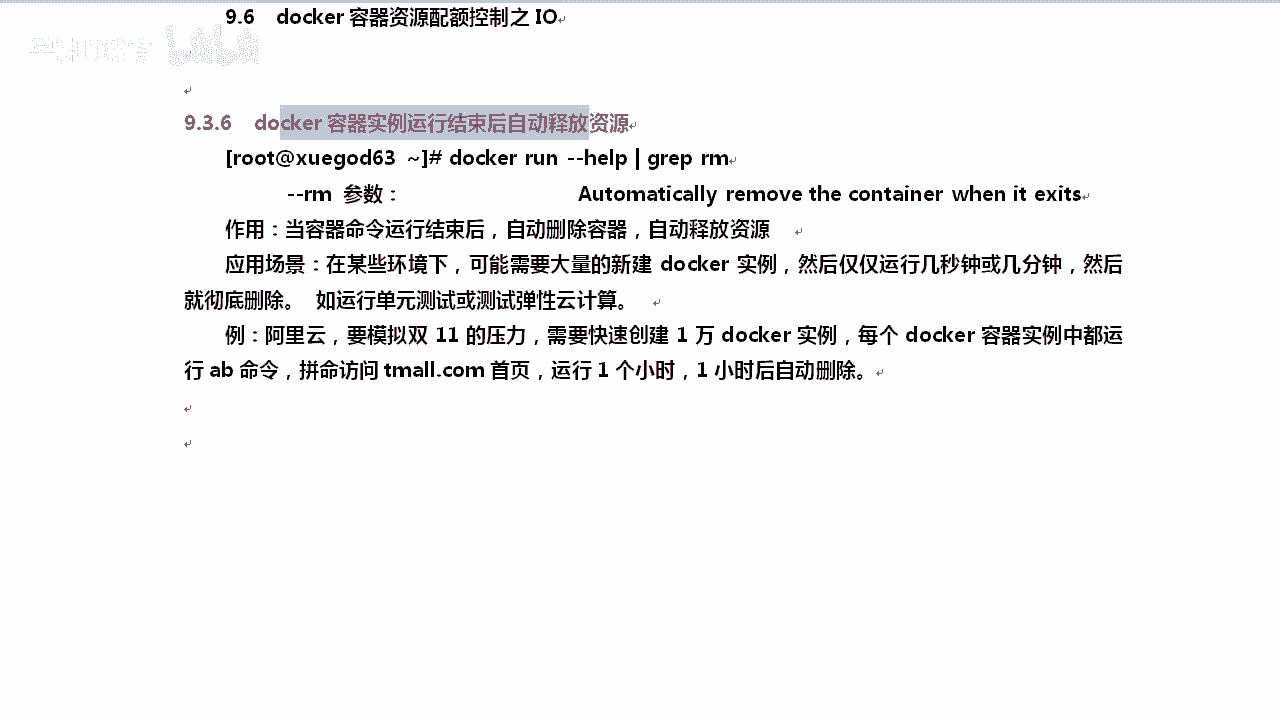 9.6 docker 容器资源配额控制之 IO
9.3.6 docker 容器实例运行结束后自动释放资源
[root@xuegod63 ~]# docker run --help | grep rm
--rm 参数： Automatically remove the container when it exits
作用：当容器命令运行结束后，自动删除容器，自动释放资源
应用场景：在某些环境下，可能需要大量的新建 docker 实例，然后仅仅运行几秒钟或几分钟，然后
就彻底删除。 如运行单元测试或测试弹性云计算。
例：阿里云，要模拟双 11 的压力，需要快速创建 1 万 docker 实例，每个 docker 容器实例中都运
行 ab 命令，拼命访问 tmall.com 首页，运行 1 个小时，1 小时后自动删除。